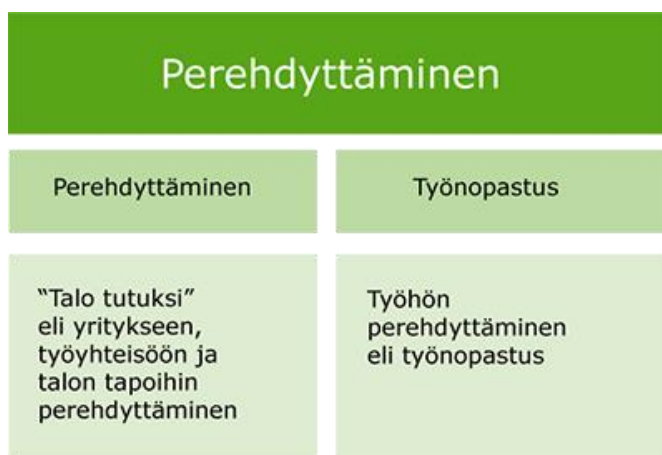 Perehdyttäminen
Perehdyttäminen
Työnopastus
“Talo tutuksi”
eli yritykseen,
työyhteisöön ja
talon tapoihin
perehdyttäminen
Työhön
perehdyttäminen
eli työnopastus